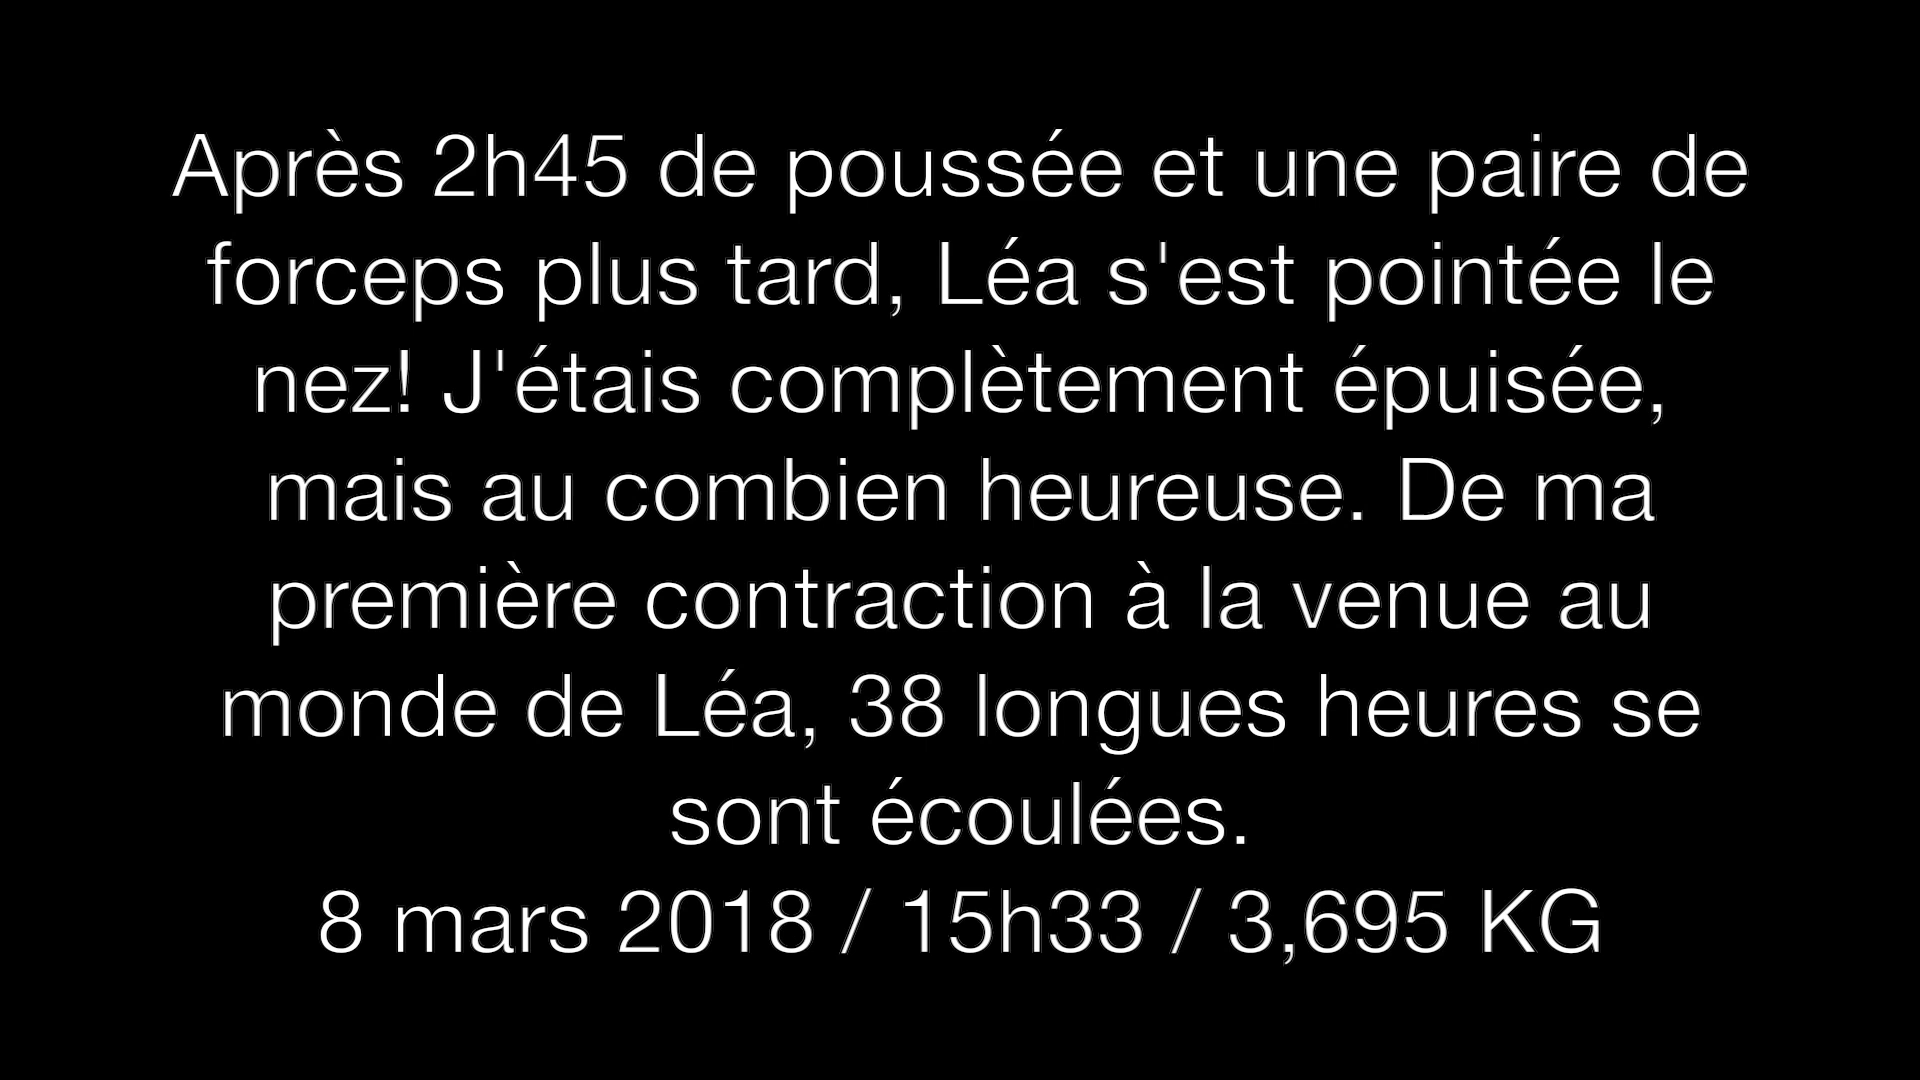 Après 2h45 de poussée et une paire de
forceps plus tard, Léa s'est pointée le
nez! J'étais complètement épuisée,
mais au combien heureuse. De ma
première contraction à la venue au
monde de Léa, 38 longues heures se
sont écoulées.
8 mars 2018 / 15h33 / 3,695 KG